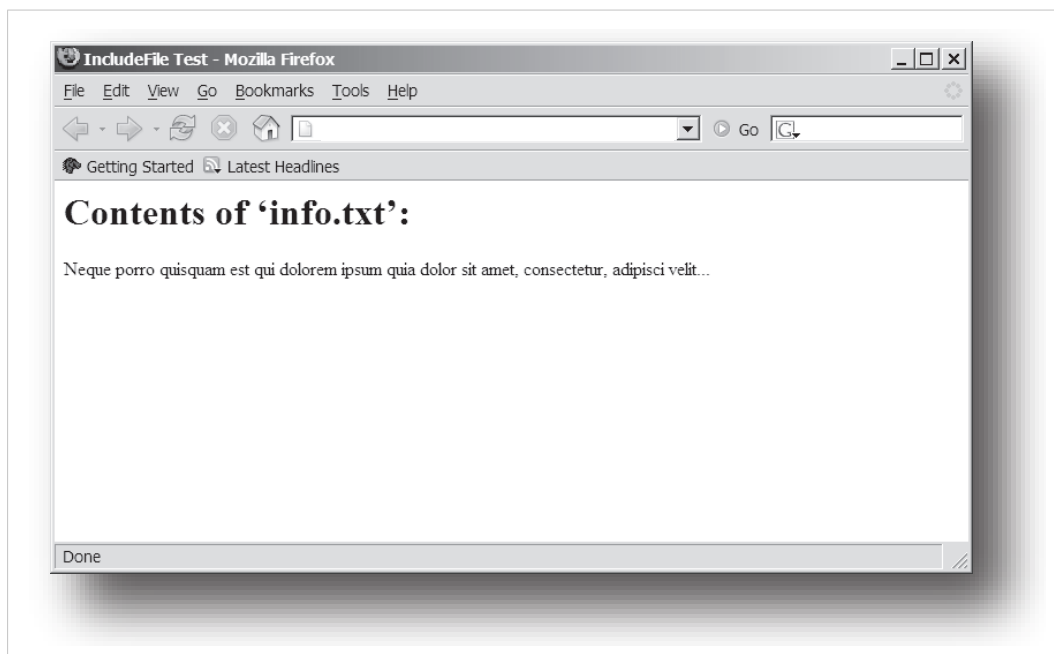 IncludeFile Test - Mozilla Firefox
File Edit View Go Bookmarks Tools Help
Go G
Getting Started Latest Headlines
Contents of ‘info.txt’:
Neque porro quisquam est qui dolorem ipsum quia dolor sit amet, consectetur, adipisci velit...
Done